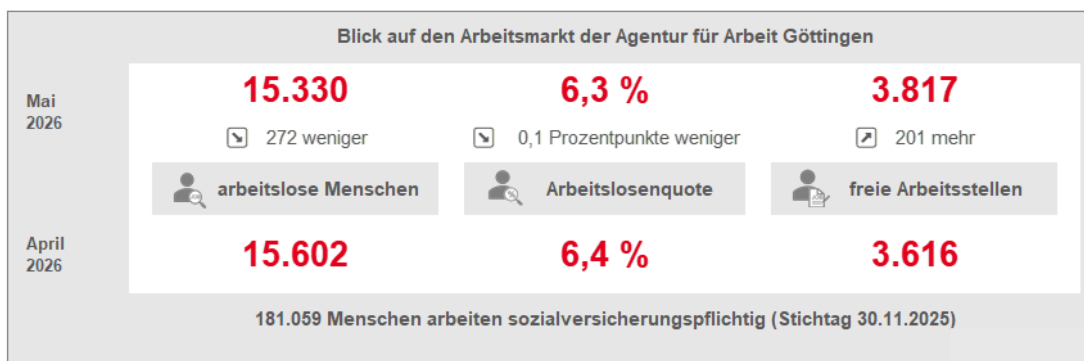 Blick auf den Arbeitsmarkt der Agentur für Arbeit Göttingen
Mai
2026
15.330
6,3 %
3.817
272 weniger
0,1 Prozentpunkte weniger
201 mehr
arbeitslose Menschen
Arbeitslosenquote
freie Arbeitsstellen
April
2026
15.602
6,4 %
3.616
181.059 Menschen arbeiten sozialversicherungspflichtig (Stichtag 30.11.2025)